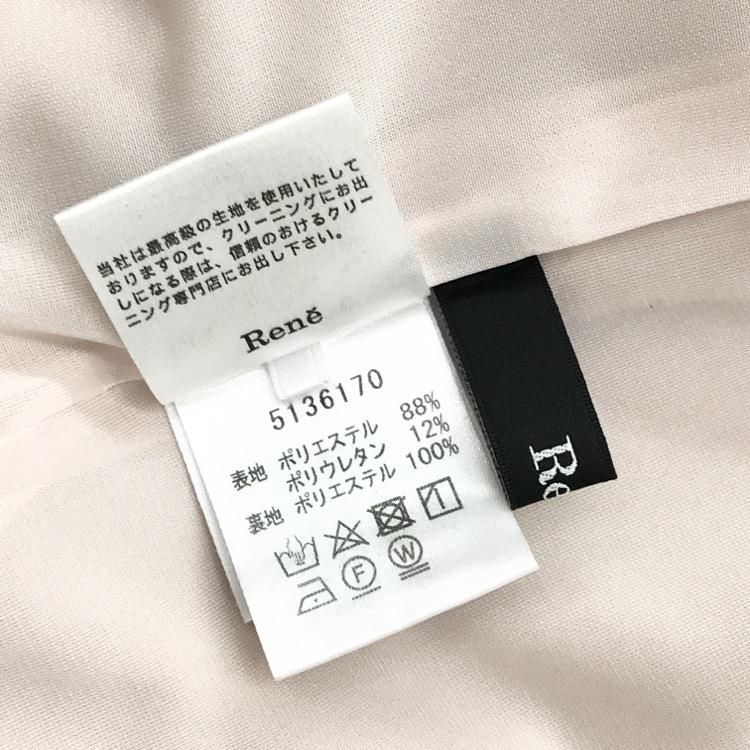 当社は最高級の生地を使用いたして
おりますので、クリーニングにお出
しになる際は、信頼のおけるクリー
ニング専門店にお出し下さい。
René
5136170
表地 ポリエステル 88%
ポリウレタン 12%
裏地 ポリエステル 100%
F W
Re